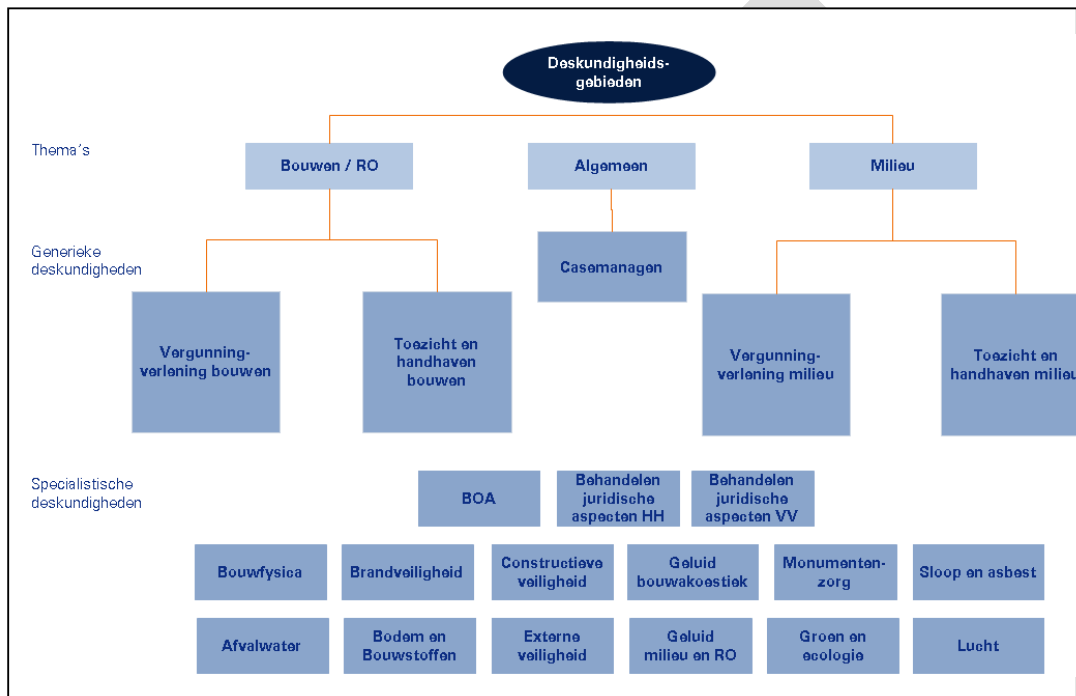 Deskundigheids-
gebieden
Thema's
Bouwen / RO
Algemeen
Milieu
Generieke
deskundigheden
Casemanagen
Vergunning-
verlening bouwen
Toezicht en
handhaven
bouwen
Vergunning-
verlening milieu
Toezicht en
handhaven milieu
Specialistische
deskundigheden
BOA
Behandelen
juridische
aspecten HH
Behandelen
juridische
aspecten VV
Bouwfysica
Brandveiligheid
Constructieve
veiligheid
Geluid
bouwakoestiek
Monumenten-
zorg
Sloop en asbest
Afvalwater
Bodem en
Bouwstoffen
Externe
veiligheid
Geluid
milieu en RO
Groen en
ecologie
Lucht